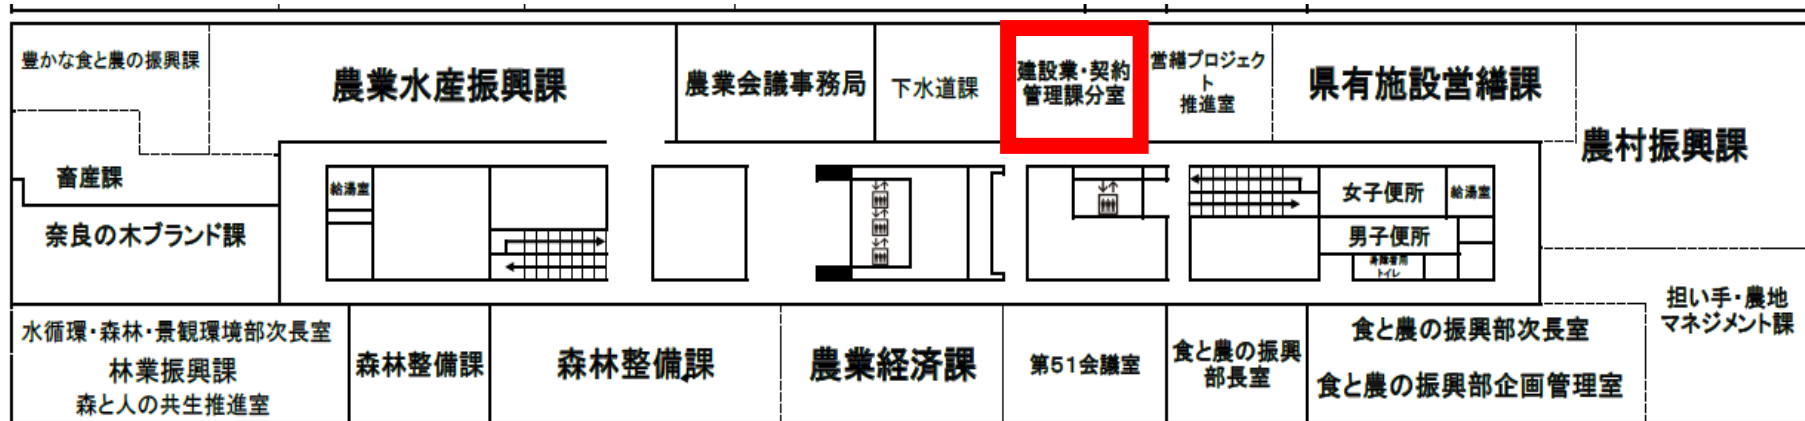 豊かな食と農の振興課
農業水産振興課
農業会議事務局
下水道課
建設業・契約
管理課分室
営繕プロジェク
ト
推進室
県有施設営繕課
農村振興課
畜産課
奈良の木ブランド課
給湯室
女子便所
給湯室
男子便所
身障者用
トイレ
水循環・森林・景観環境部次長室
林業振興課
森と人の共生推進室
森林整備課
森林整備課
農業経済課
第51会議室
食と農の振興
部長室
食と農の振興部次長室
食と農の振興部企画管理室
担い手・農地
マネジメント課